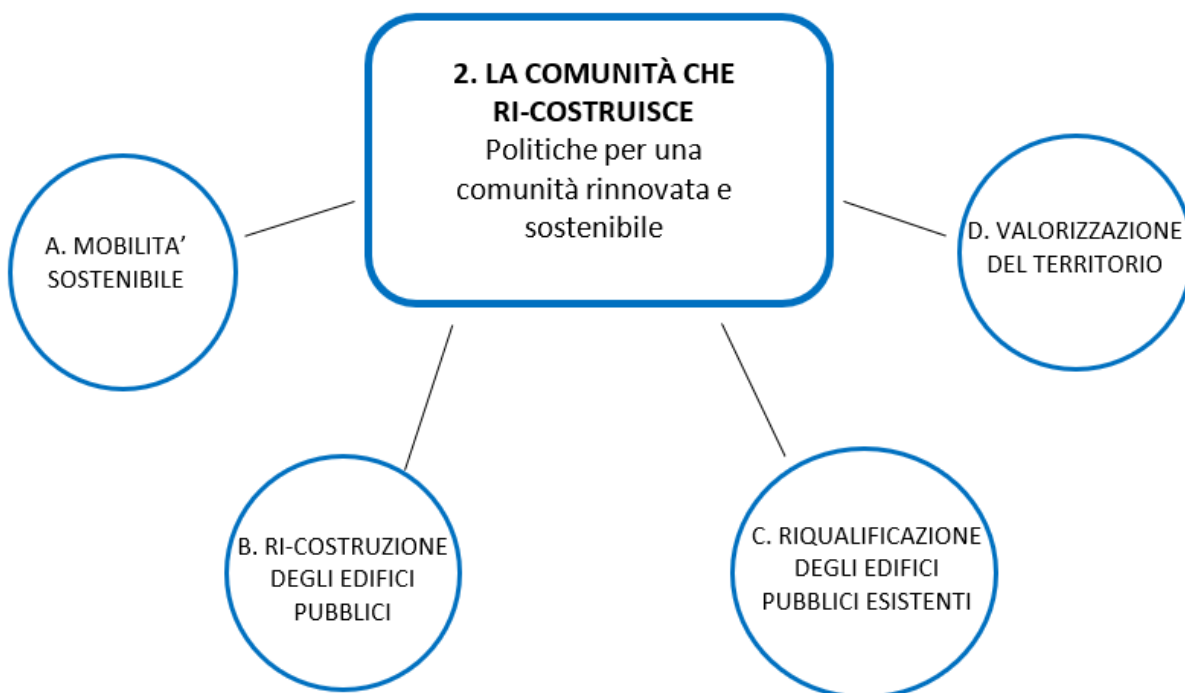 2. LA COMUNITÀ CHE
RI-COSTRUISCE
Politiche per una
comunità rinnovata e
sostenibile
A. MOBILITA’
SOSTENIBILE
B. RI-COSTRUZIONE
DEGLI EDIFICI
PUBBLICI
C. RIQUALIFICAZIONE
DEGLI EDIFICI
PUBBLICI ESISTENTI
D. VALORIZZAZIONE
DEL TERRITORIO